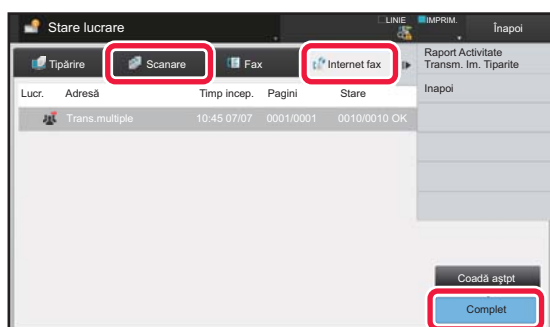 Stare lucrare
LINIE
IMPRIM.
Înapoi
Tipărire
Scanare
Fax
Internet fax
Raport Activitate
Transm. Im. Tiparite
Inapoi
Lucr. Adresă Timp incep. Pagini Stare
Trans.multiple 10:45 07/07 0001/0001 0010/0010 OK
Coadă aştpt
Complet